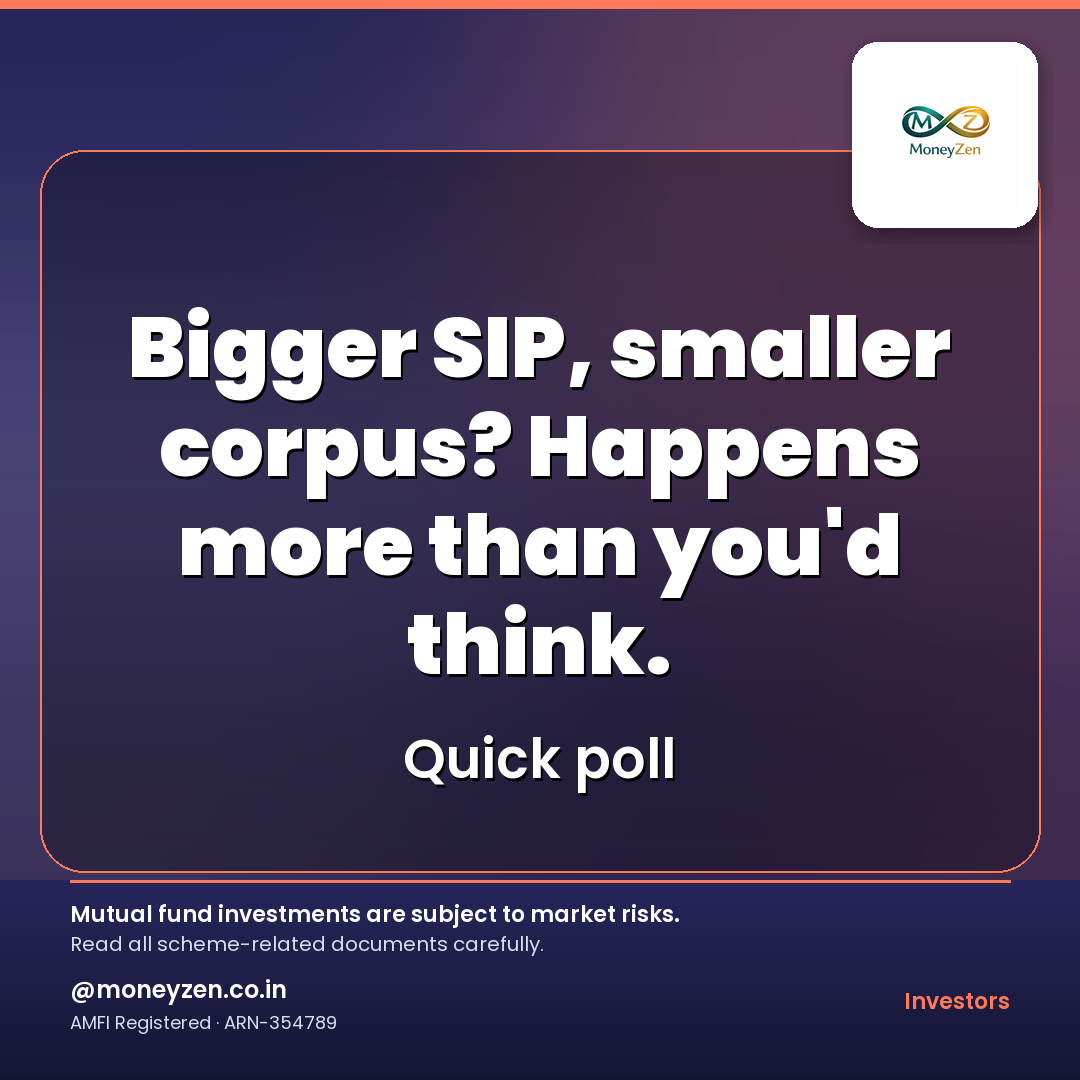 M Z
MoneyZen
Bigger SIP, smaller
corpus? Happens
more than you'd
think.
Quick poll
Mutual fund investments are subject to market risks.
Read all scheme-related documents carefully.
@moneyzen.co.in
AMFI Registered · ARN-354789
Investors